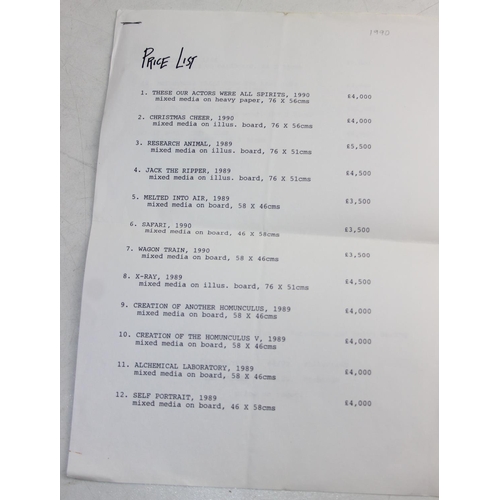 1990
PRICE LIST
1. THESE OUR ACTORS WERE ALL SPIRITS, 1990 £4,000
mixed media on heavy paper, 76 X 56cms
2. CHRISTMAS CHEER, 1990 £4,000
mixed media on illus. board, 76 X 56cms
3. RESEARCH ANIMAL, 1989 £5,500
mixed media on illus. board, 76 X 51cms
4. JACK THE RIPPER, 1989 £4,500
mixed media on illus. board, 76 X 51cms
5. MELTED INTO AIR, 1989 £3,500
mixed media on board, 58 X 46cms
6. SAFARI, 1990 £3,500
mixed media on board, 46 X 58cms
7. WAGON TRAIN, 1990 £3,500
mixed media on board, 58 X 46cms
8. X-RAY, 1989 £4,500
mixed media on illus. board, 76 X 51cms
9. CREATION OF ANOTHER HOMUNCULUS, 1989 £4,000
mixed media on board, 58 X 46cms
10. CREATION OF THE HOMUNCULUS V, 1989 £4,000
mixed media on board, 58 X 46cms
11. ALCHEMICAL LABORATORY, 1989 £4,000
mixed media on board, 58 X 46cms
12. SELF PORTRAIT, 1989 £4,000
mixed media on board, 46 X 58cms